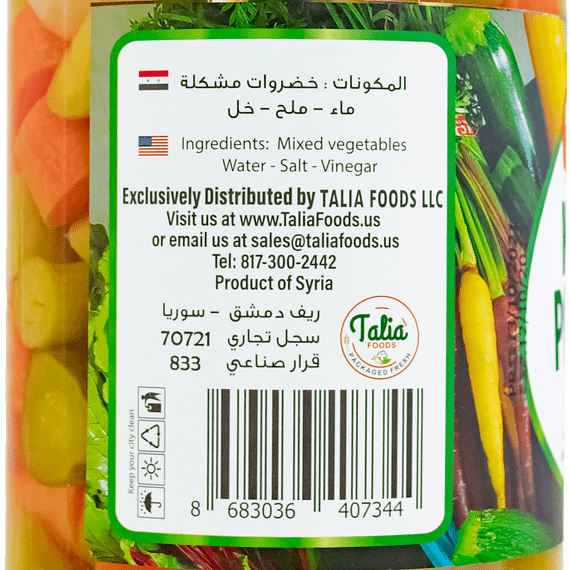 المكونات : خضروات مشكلة
ماء - ملح - خل
Ingredients: Mixed vegetables
Water - Salt - Vinegar
Exclusively Distributed by TALIA FOODS LLC
Visit us at www.TaliaFoods.us
or email us at sales@taliafoods.us
Tel: 817-300-2442
Product of Syria
ريف دمشق - سوريا
سجل تجاري 70721
قرار صناعي 833
Talia
FOODS
PACKAGED FRESH
Keep your city clean
8 683036 407344